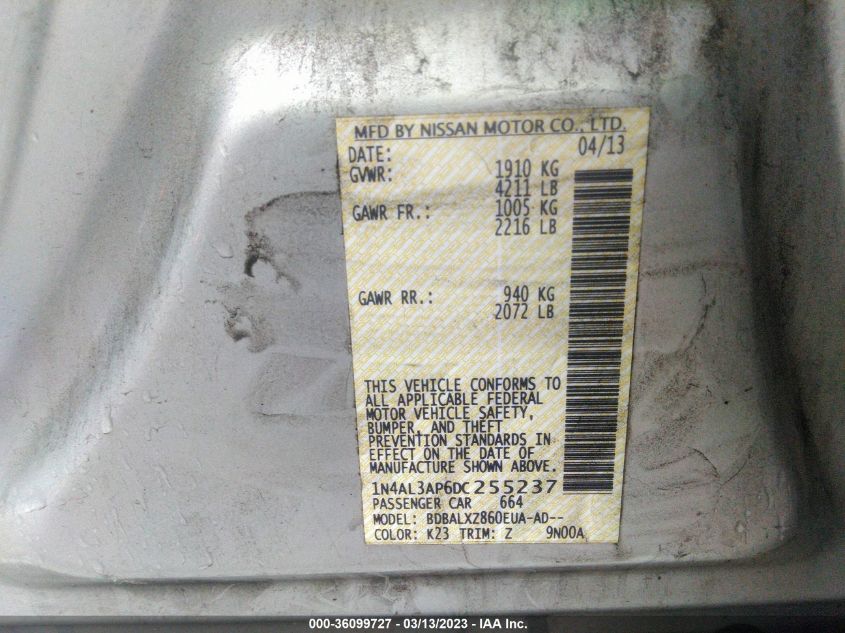 MFD BY NISSAN MOTOR CO., LTD.
DATE: 04/13
GVWR: 1910 KG
4211 LB
GAWR FR.: 1005 KG
2216 LB
GAWR RR.: 940 KG
2072 LB
THIS VEHICLE CONFORMS TO
ALL APPLICABLE FEDERAL
MOTOR VEHICLE SAFETY,
BUMPER, AND THEFT
PREVENTION STANDARDS IN
EFFECT ON THE DATE OF
MANUFACTURE SHOWN ABOVE.
1N4AL3AP6DC255237
PASSENGER CAR 664
MODEL: BDBALXZ860EUA-AD--
COLOR: K23 TRIM: Z 9N00A
000-36099727 - 03/13/2023 - IAA Inc.